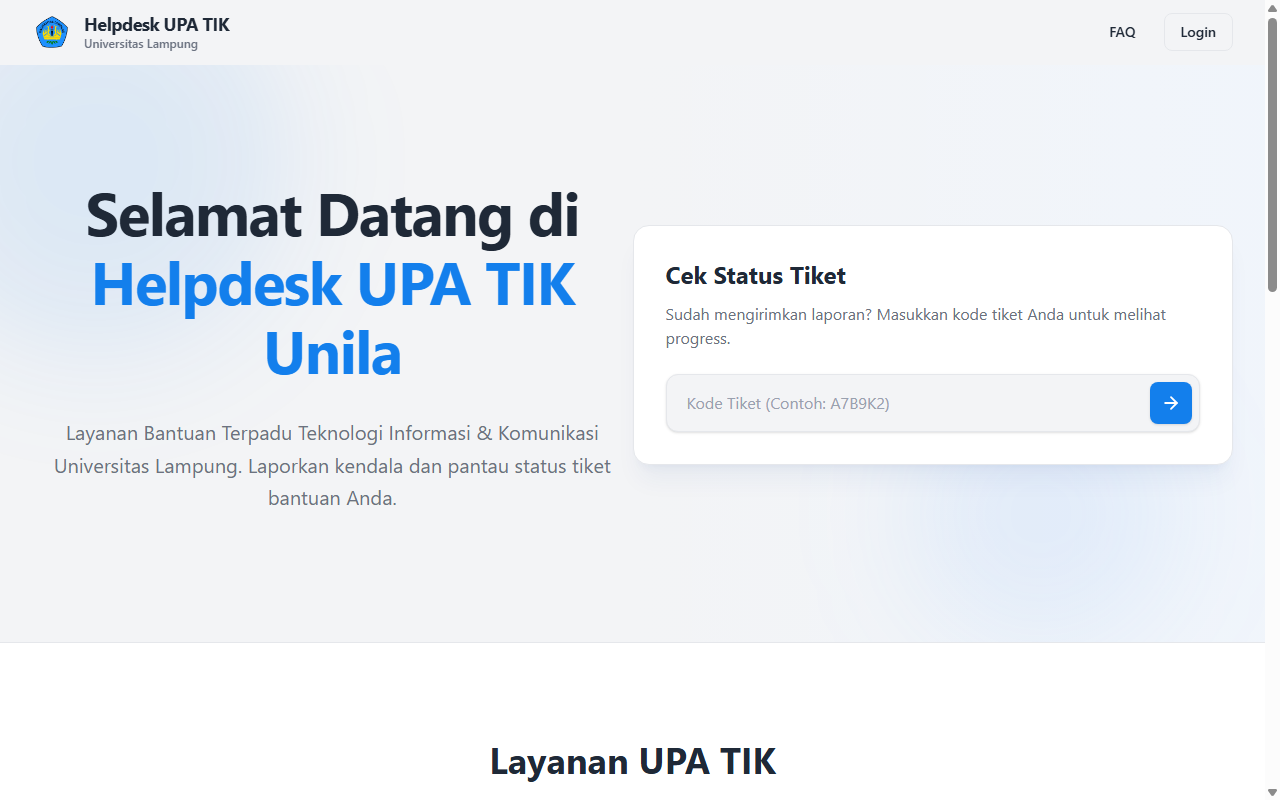 Helpdesk UPA TIK
Universitas Lampung
FAQ
Login
Selamat Datang di
Helpdesk UPA TIK
Unila
Layanan Bantuan Terpadu Teknologi Informasi & Komunikasi
Universitas Lampung. Laporkan kendala dan pantau status tiket
bantuan Anda.
Cek Status Tiket
Sudah mengirimkan laporan? Masukkan kode tiket Anda untuk melihat
progress.
Kode Tiket (Contoh: A7B9K2)
Layanan UPA TIK